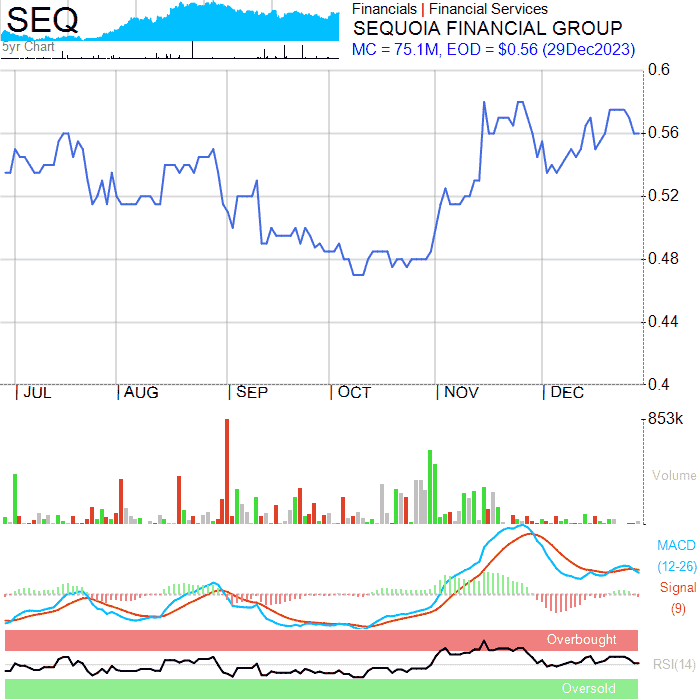 SEQ
5yr Chart
Financials | Financial Services
SEQUOIA FINANCIAL GROUP
MC = 75.1M, EOD = $0.56 (29Dec2023)
0.6
0.56
0.52
0.48
0.44
0.4
JUL AUG SEP OCT NOV DEC
853k
Volume
MACD
(12-26)
Signal
(9)
Overbought
RSI(14)
Oversold